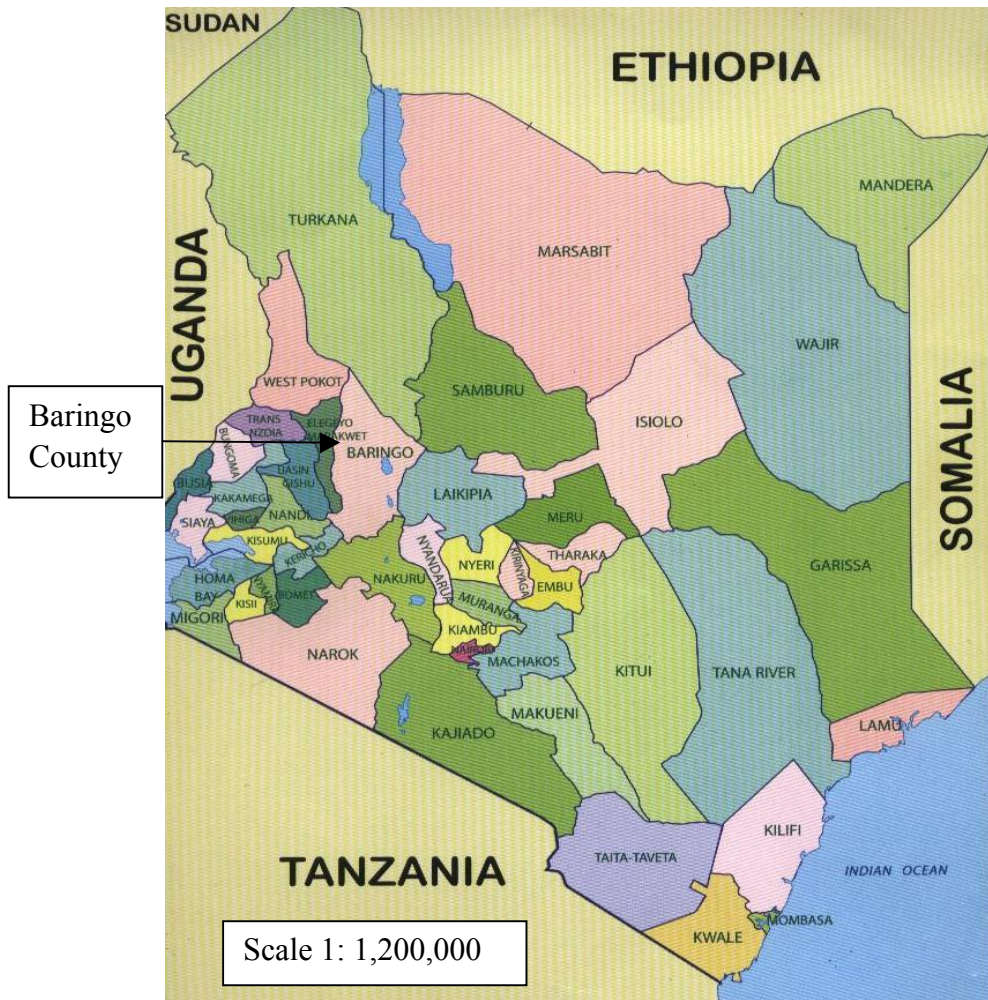 SUDAN
ETHIOPIA
MANDERA
TURKANA
MARSABIT
UGANDA
WAJIR
WEST POKOT
SAMBURU
SOMALIA
Baringo
County
TRANS
NZOIA
ELEGEYO
MARAKWET
ISIOLO
BUNGOMA
BARINGO
UASIN
GISHU
BUSIA
KAKAMEGA
LAIKIPIA
NANDI
MERU
SIAYA
VIHIGA
KISUMU
KERICHO
THARAKA
NYERI
KIRINYAGA
GARISSA
HOMA
BAY
NYAMIRA
NAKURU
NYANDARUA
EMBU
KISII
BOMET
MURANGA
MIGORI
KIAMBU
NAIROBI
NAROK
MACHAKOS
KITUI
TANA RIVER
MAKUENI
LAMU
KAJIADO
KILIFI
TAITA-TAVETA
TANZANIA
INDIAN OCEAN
MOMBASA
KWALE
Scale 1: 1,200,000